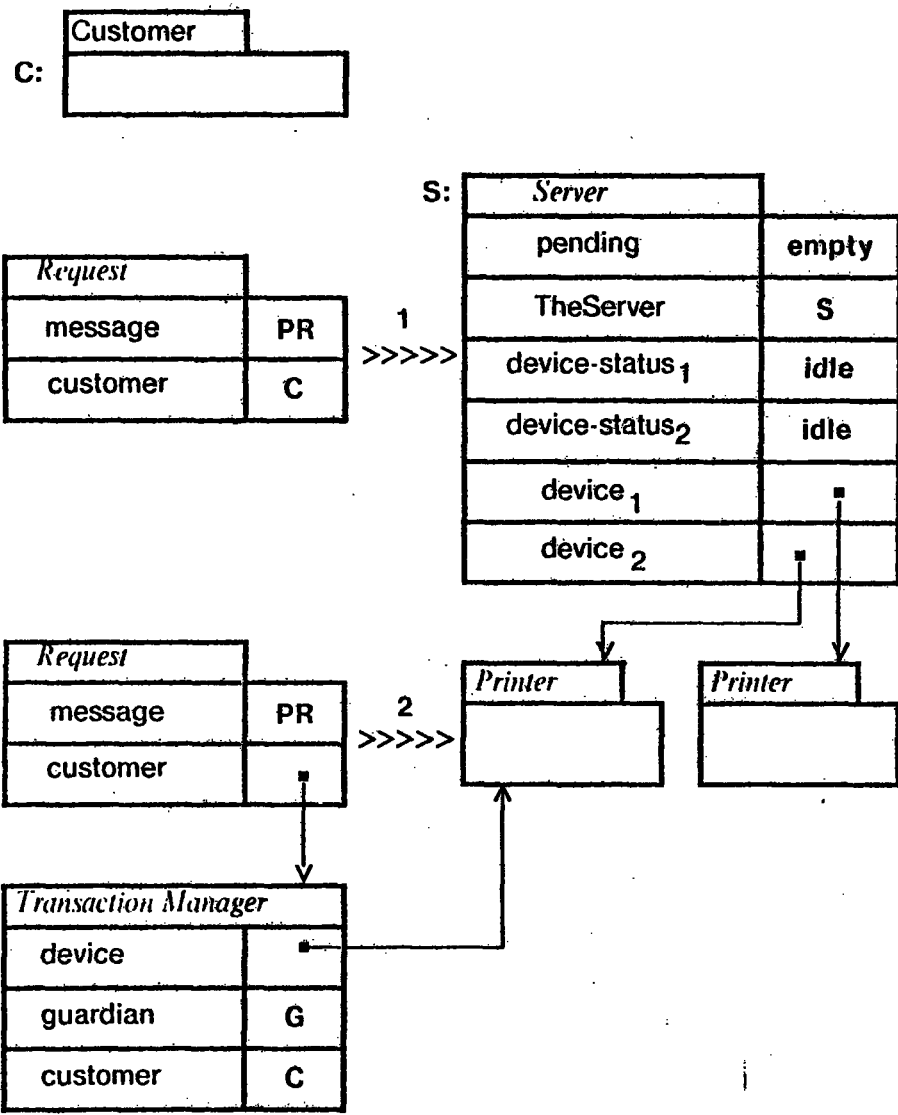 Customer
C:
S: Server
pending empty
TheServer S
device-status1 idle
device-status2 idle
device1
device2
Request
message PR
customer C
1
>>>>>
Request
message PR
customer
2
>>>>>
Printer
Printer
Transaction Manager
device
guardian G
customer C